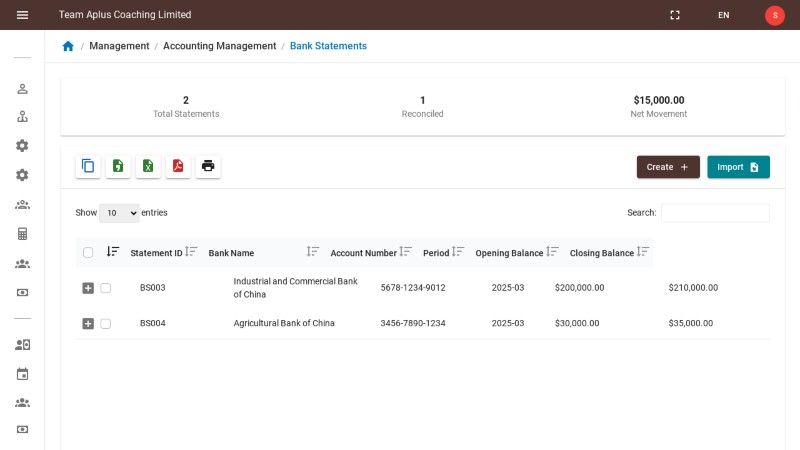 Team Aplus Coaching Limited
EN
S
/ Management / Accounting Management / Bank Statements
2
Total Statements
1
Reconciled
$15,000.00
Net Movement
Create +
Import
Show 10 entries
Search:
Statement ID Bank Name Account Number Period Opening Balance Closing Balance
BS003 Industrial and Commercial Bank of China 5678-1234-9012 2025-03 $200,000.00 $210,000.00
BS004 Agricultural Bank of China 3456-7890-1234 2025-03 $30,000.00 $35,000.00